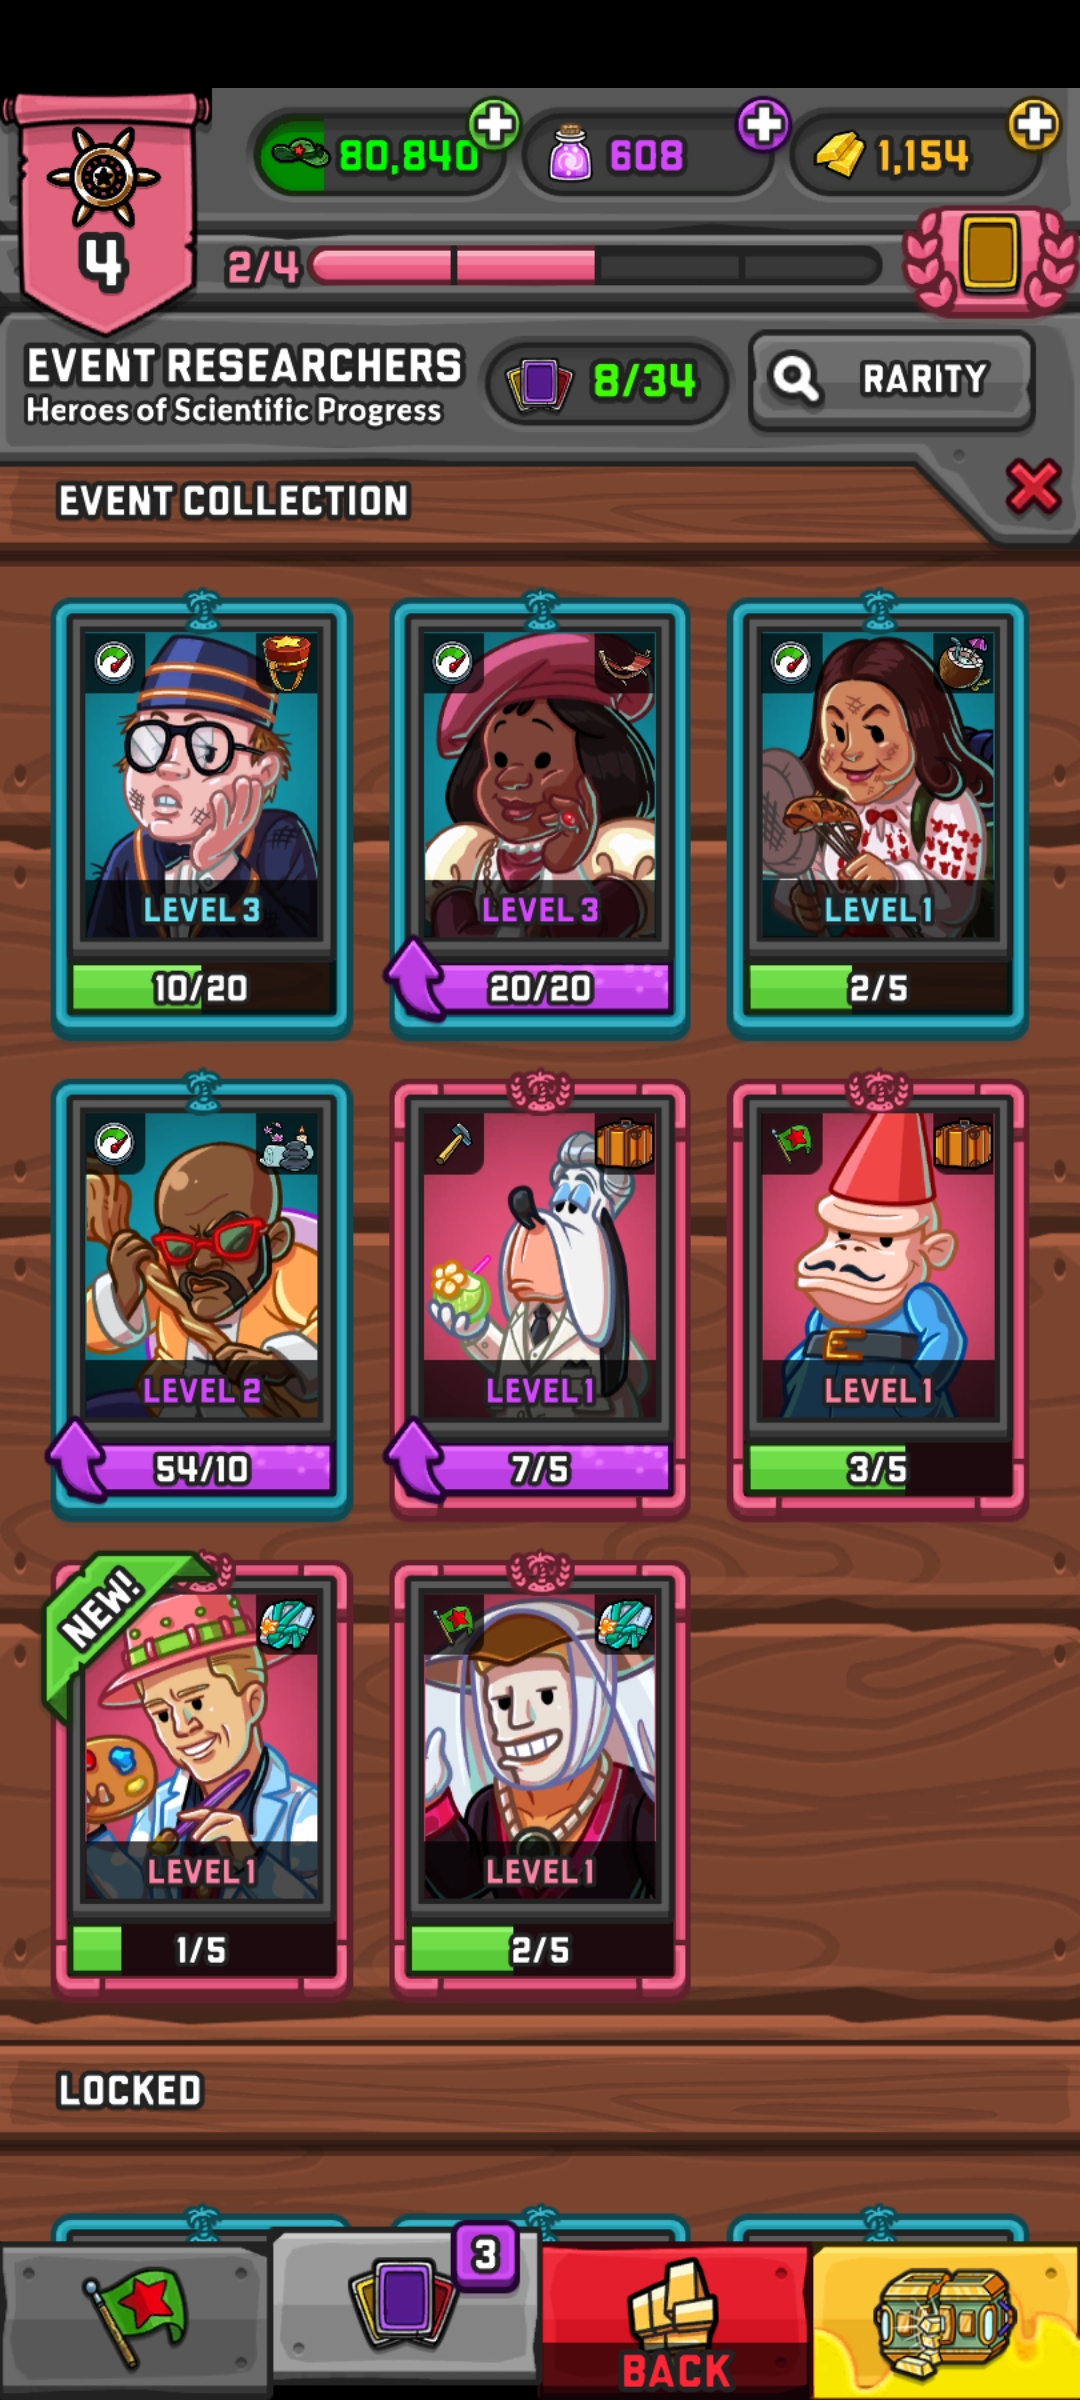 80,840
608
1,154
4
2/4
EVENT RESEARCHERS
Heroes of Scientific Progress
8/34
RARITY
EVENT COLLECTION
LEVEL 3
10/20
LEVEL 3
20/20
LEVEL 1
2/5
LEVEL 2
54/10
LEVEL 1
7/5
LEVEL 1
3/5
NEW!
LEVEL 1
1/5
LEVEL 1
2/5
LOCKED
3
BACK